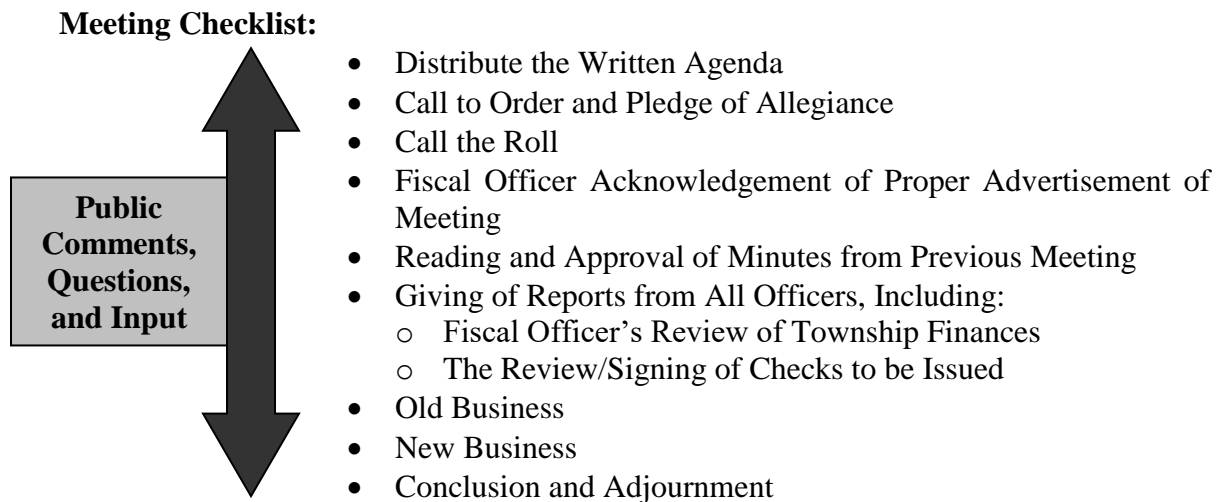 Meeting Checklist:
• Distribute the Written Agenda
• Call to Order and Pledge of Allegiance
• Call the Roll
• Fiscal Officer Acknowledgement of Proper Advertisement of
Meeting
• Reading and Approval of Minutes from Previous Meeting
• Giving of Reports from All Officers, Including:
o Fiscal Officer’s Review of Township Finances
o The Review/Signing of Checks to be Issued
• Old Business
• New Business
• Conclusion and Adjournment
Public
Comments,
Questions,
and Input